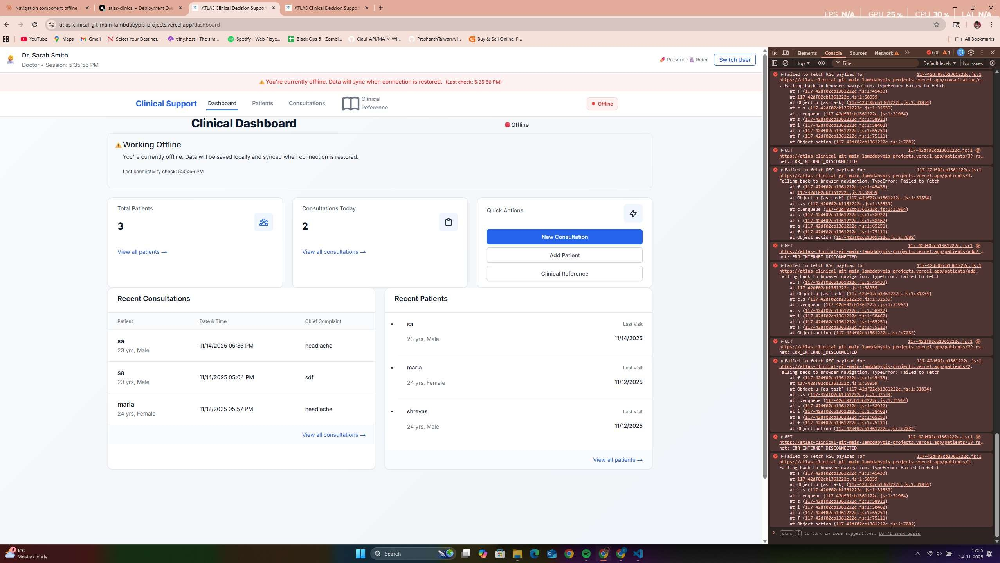 Navigation component offline i
atlas-clinical – Deployment Ove
ATLAS Clinical Decision Support
ATLAS Clinical Decision Support
FPS N/A GPU 25 % CPU 30 % LAT N/A
atlas-clinical-git-main-lambdabypis-projects.vercel.app/dashboard
YouTube Maps Gmail Select Your Destinat... tiiny.host - The sim... Spotify - Web Playe... Black Ops 6 - Zombi... Claui-API/MAIN-WI... PrashanthTalwarr/vi... Buy & Sell Online: P... All Bookmarks
Dr. Sarah Smith
Doctor • Session: 5:35:56 PM
Prescribe Refer Switch User
You're currently offline. Data will sync when connection is restored. (Last check: 5:35:56 PM)
Clinical Support Dashboard Patients Consultations Clinical
Reference
Offline
Clinical Dashboard
Offline
Working Offline
You're currently offline. Data will be saved locally and synced when connection is restored.
Last connectivity check: 5:35:56 PM
Total Patients
3
View all patients →
Consultations Today
2
View all consultations →
Quick Actions
New Consultation
Add Patient
Clinical Reference
Recent Consultations
Patient Date & Time Chief Complaint
sa
23 yrs, Male
11/14/2025 05:35 PM
head ache
sa
23 yrs, Male
11/14/2025 05:04 PM
sdf
maria
24 yrs, Female
11/12/2025 05:57 PM
head ache
View all consultations →
Recent Patients
• sa Last visit
23 yrs, Male 11/14/2025
• maria Last visit
24 yrs, Female 11/12/2025
• shreyas Last visit
24 yrs, Male 11/12/2025
View all patients →
Elements Console Sources Network 600 1
top Filter Default levels No Issues
Failed to fetch RSC payload for 117-42df02cb1361222c.js:1
https://atlas-clinical-git-main-lambdabypis-projects.vercel.app/consultation/n…
. Falling back to browser navigation. TypeError: Failed to fetch
at f (117-42df02cb1361222c.js:1:45433)
at 117-42df02cb1361222c.js:1:58959
at Object.u [as task] (117-42df02cb1361222c.js:1:31834)
at c.s (117-42df02cb1361222c.js:1:32539)
at c.enqueue (117-42df02cb1361222c.js:1:31964)
at s (117-42df02cb1361222c.js:1:58922)
at i (117-42df02cb1361222c.js:1:58462)
at a (117-42df02cb1361222c.js:1:65251)
at f (117-42df02cb1361222c.js:1:75111)
at Object.action (117-42df02cb1361222c.js:2:7082)
GET 117-42df02cb1361222c.js:1
https://atlas-clinical-git-main-lambdabypis-projects.vercel.app/patients/3?_rs…
net::ERR_INTERNET_DISCONNECTED
Failed to fetch RSC payload for 117-42df02cb1361222c.js:1
https://atlas-clinical-git-main-lambdabypis-projects.vercel.app/patients/3.
Falling back to browser navigation. TypeError: Failed to fetch
at f (117-42df02cb1361222c.js:1:45433)
at 117-42df02cb1361222c.js:1:58959
at Object.u [as task] (117-42df02cb1361222c.js:1:31834)
at c.s (117-42df02cb1361222c.js:1:32539)
at c.enqueue (117-42df02cb1361222c.js:1:31964)
at s (117-42df02cb1361222c.js:1:58922)
at i (117-42df02cb1361222c.js:1:58462)
at a (117-42df02cb1361222c.js:1:65251)
at f (117-42df02cb1361222c.js:1:75111)
at Object.action (117-42df02cb1361222c.js:2:7082)
GET 117-42df02cb1361222c.js:1
https://atlas-clinical-git-main-lambdabypis-projects.vercel.app/patients/add?_…
net::ERR_INTERNET_DISCONNECTED
Failed to fetch RSC payload for 117-42df02cb1361222c.js:1
https://atlas-clinical-git-main-lambdabypis-projects.vercel.app/patients/add.
Falling back to browser navigation. TypeError: Failed to fetch
at f (117-42df02cb1361222c.js:1:45433)
at 117-42df02cb1361222c.js:1:58959
at Object.u [as task] (117-42df02cb1361222c.js:1:31834)
at c.s (117-42df02cb1361222c.js:1:32539)
at c.enqueue (117-42df02cb1361222c.js:1:31964)
at s (117-42df02cb1361222c.js:1:58922)
at i (117-42df02cb1361222c.js:1:58462)
at a (117-42df02cb1361222c.js:1:65251)
at f (117-42df02cb1361222c.js:1:75111)
at Object.action (117-42df02cb1361222c.js:2:7082)
GET 117-42df02cb1361222c.js:1
https://atlas-clinical-git-main-lambdabypis-projects.vercel.app/patients/2?_rs…
net::ERR_INTERNET_DISCONNECTED
Failed to fetch RSC payload for 117-42df02cb1361222c.js:1
https://atlas-clinical-git-main-lambdabypis-projects.vercel.app/patients/2.
Falling back to browser navigation. TypeError: Failed to fetch
at f (117-42df02cb1361222c.js:1:45433)
at 117-42df02cb1361222c.js:1:58959
at Object.u [as task] (117-42df02cb1361222c.js:1:31834)
at c.s (117-42df02cb1361222c.js:1:32539)
at c.enqueue (117-42df02cb1361222c.js:1:31964)
at s (117-42df02cb1361222c.js:1:58922)
at i (117-42df02cb1361222c.js:1:58462)
at a (117-42df02cb1361222c.js:1:65251)
at f (117-42df02cb1361222c.js:1:75111)
at Object.action (117-42df02cb1361222c.js:2:7082)
GET 117-42df02cb1361222c.js:1
https://atlas-clinical-git-main-lambdabypis-projects.vercel.app/patients/1?_rs…
net::ERR_INTERNET_DISCONNECTED
Failed to fetch RSC payload for 117-42df02cb1361222c.js:1
https://atlas-clinical-git-main-lambdabypis-projects.vercel.app/patients/1.
Falling back to browser navigation. TypeError: Failed to fetch
at f (117-42df02cb1361222c.js:1:45433)
at 117-42df02cb1361222c.js:1:58959
at Object.u [as task] (117-42df02cb1361222c.js:1:31834)
at c.s (117-42df02cb1361222c.js:1:32539)
at c.enqueue (117-42df02cb1361222c.js:1:31964)
at s (117-42df02cb1361222c.js:1:58922)
at i (117-42df02cb1361222c.js:1:58462)
at a (117-42df02cb1361222c.js:1:65251)
at f (117-42df02cb1361222c.js:1:75111)
at Object.action (117-42df02cb1361222c.js:2:7082)
ctrl i to turn on code suggestions. Don't show again
5
6°C
Mostly cloudy
Search
17:35
14-11-2025